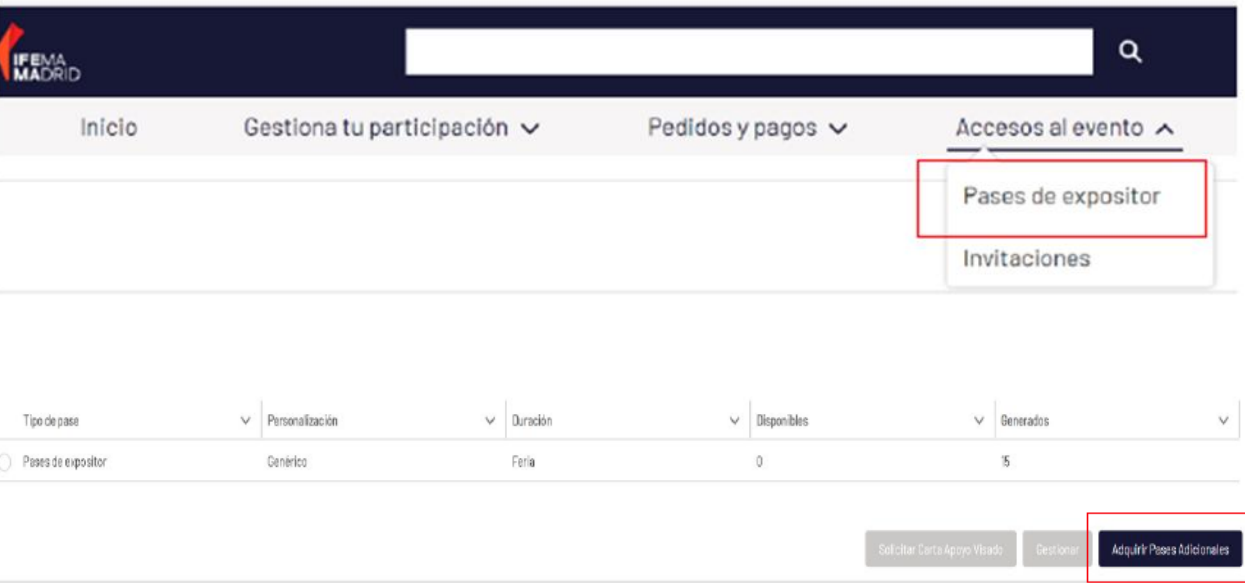 IFEMA
MADRID
Inicio Gestiona tu participación Pedidos y pagos Accesos al evento
Pases de expositor
Invitaciones
Tipo de pase Personalización Duración Disponibles Generados
Pases de expositor Genérico Feria 0 15
Solicitar Carta Apoyo Visado Gestionar Adquirir Pases Adicionales